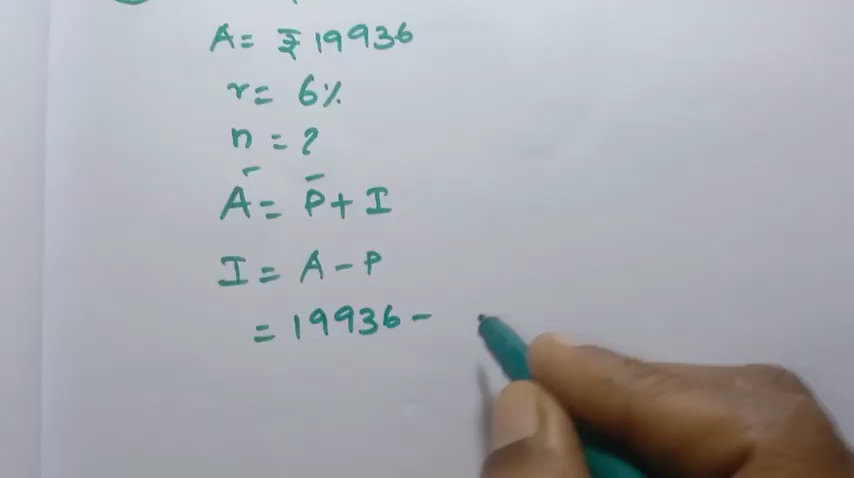 A = ₹ 19936
r = 6%
n = ?
A = P + I
I = A - P
= 19936 -